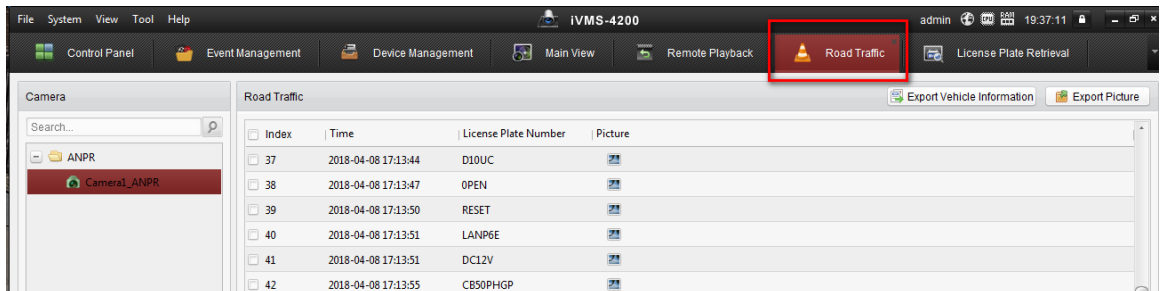 File System View Tool Help iVMS-4200 admin 19:37:11
Control Panel Event Management Device Management Main View Remote Playback Road Traffic License Plate Retrieval
Camera Road Traffic Export Vehicle Information Export Picture
Search... Index Time License Plate Number Picture
ANPR 37 2018-04-08 17:13:44 D10UC
Camera1_ANPR 38 2018-04-08 17:13:47 0PEN
39 2018-04-08 17:13:50 RESET
40 2018-04-08 17:13:51 LANP6E
41 2018-04-08 17:13:51 DC12V
42 2018-04-08 17:13:55 CB50PHGP